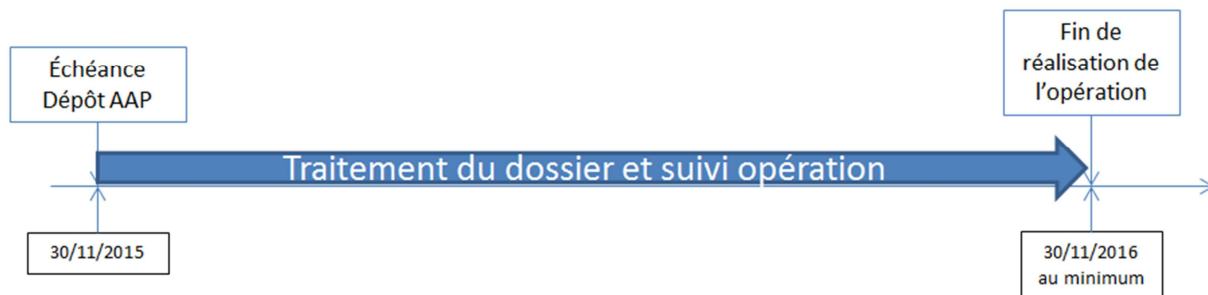 Échéance
Dépôt AAP
Fin de
réalisation de
l'opération
Traitement du dossier et suivi opération
30/11/2015
30/11/2016
au minimum